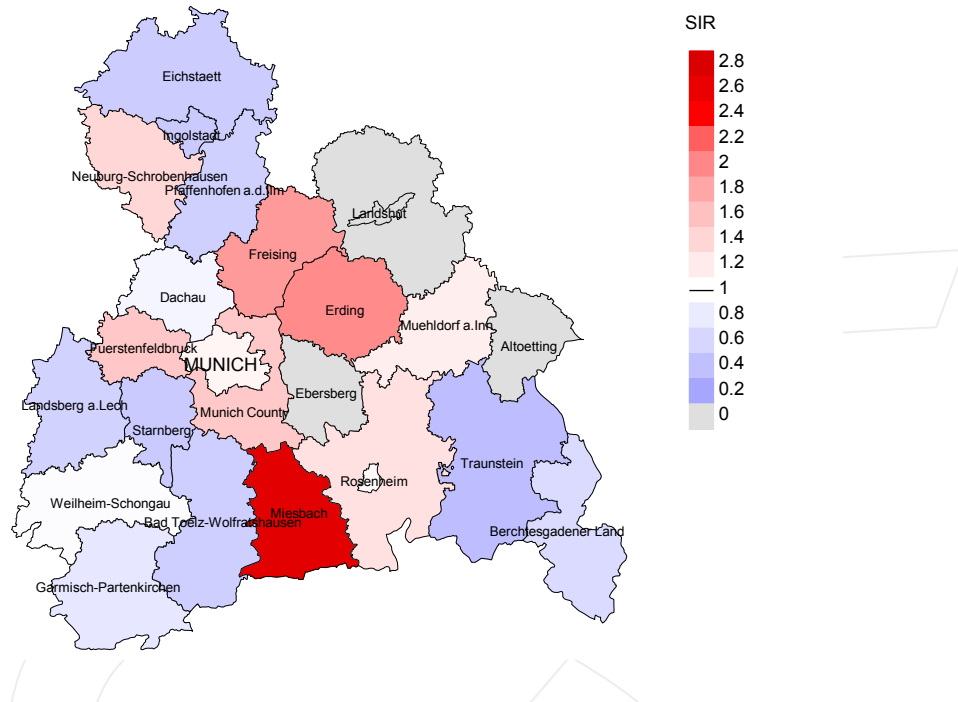 SIR
2.8
2.6
2.4
2.2
2
1.8
1.6
1.4
1.2
1
0.8
0.6
0.4
0.2
0
Eichstaett
Ingolstadt
Neuburg-Schrobenhausen
Pfaffenhofen a.d.Ilm
Landshut
Freising
Dachau
Erding
Muehldorf a.Inn
Altoetting
Fuerstenfeldbruck
MUNICH
Ebersberg
Landsberg a.Lech
Munich County
Starnberg
Traunstein
Rosenheim
Weilheim-Schongau
Miesbach
Bad Toelz-Wolfratshausen
Berchtesgadener Land
Garmisch-Partenkirchen